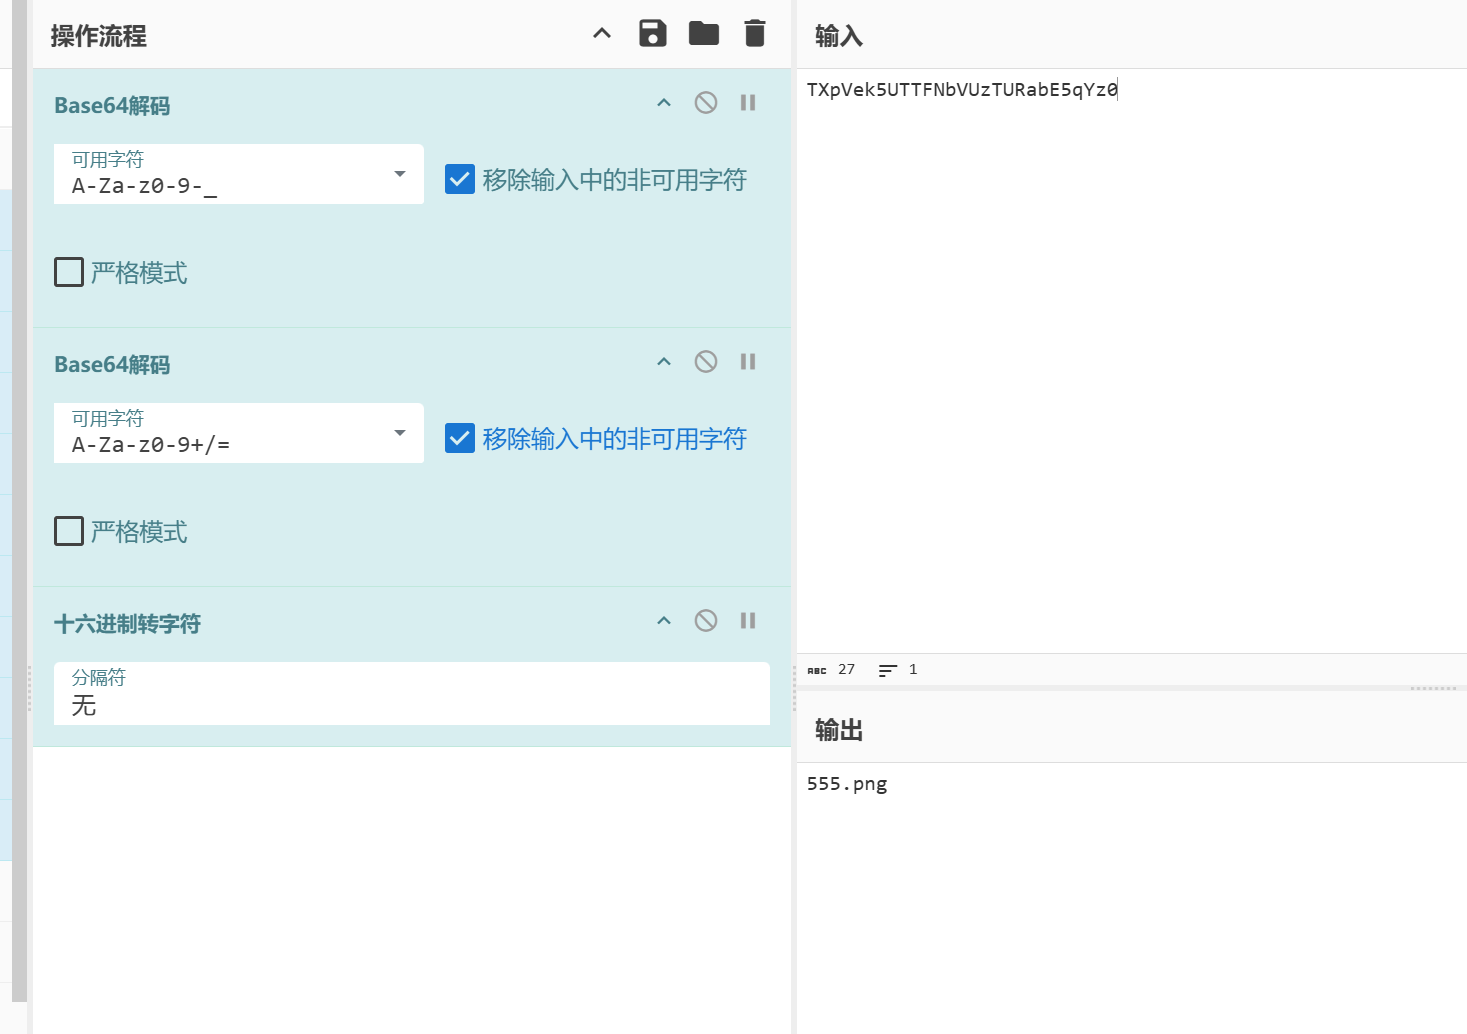 操作流程
Base64解码
可用字符
A-Za-z0-9-_
移除输入中的非可用字符
严格模式
Base64解码
可用字符
A-Za-z0-9+/=
移除输入中的非可用字符
严格模式
十六进制转字符
分隔符
无
输入
TXpVek5UTTFNbVUzTURabE5qYz0
ABC 27 1
输出
555.png